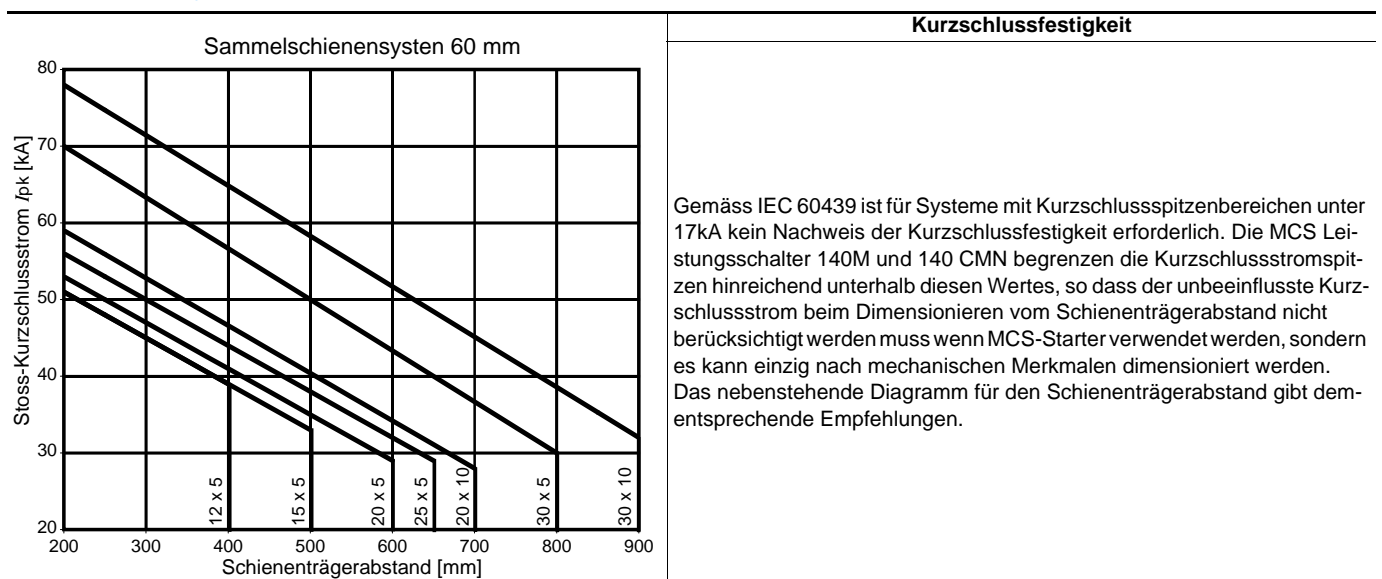 Kurzschlussfestigkeit
Sammelschienensysten 60 mm
Stoss-Kurzschlussstrom Ipk [kA]
80
70
60
50
40
30
20
12 x 5
15 x 5
20 x 5
25 x 5
20 x 10
30 x 5
30 x 10
200 300 400 500 600 700 800 900
Schienenträgerabstand [mm]
Gemäss IEC 60439 ist für Systeme mit Kurzschlussspitzenbereichen unter
17kA kein Nachweis der Kurzschlussfestigkeit erforderlich. Die MCS Lei-
stungsschalter 140M und 140 CMN begrenzen die Kurzschlussstromspit-
zen hinreichend unterhalb diesen Wertes, so dass der unbeeinflusste Kurz-
schlussstrom beim Dimensionieren vom Schienenträgerabstand nicht
berücksichtigt werden muss wenn MCS-Starter verwendet werden, sondern
es kann einzig nach mechanischen Merkmalen dimensioniert werden.
Das nebenstehende Diagramm für den Schienenträgerabstand gibt dem-
entsprechende Empfehlungen.